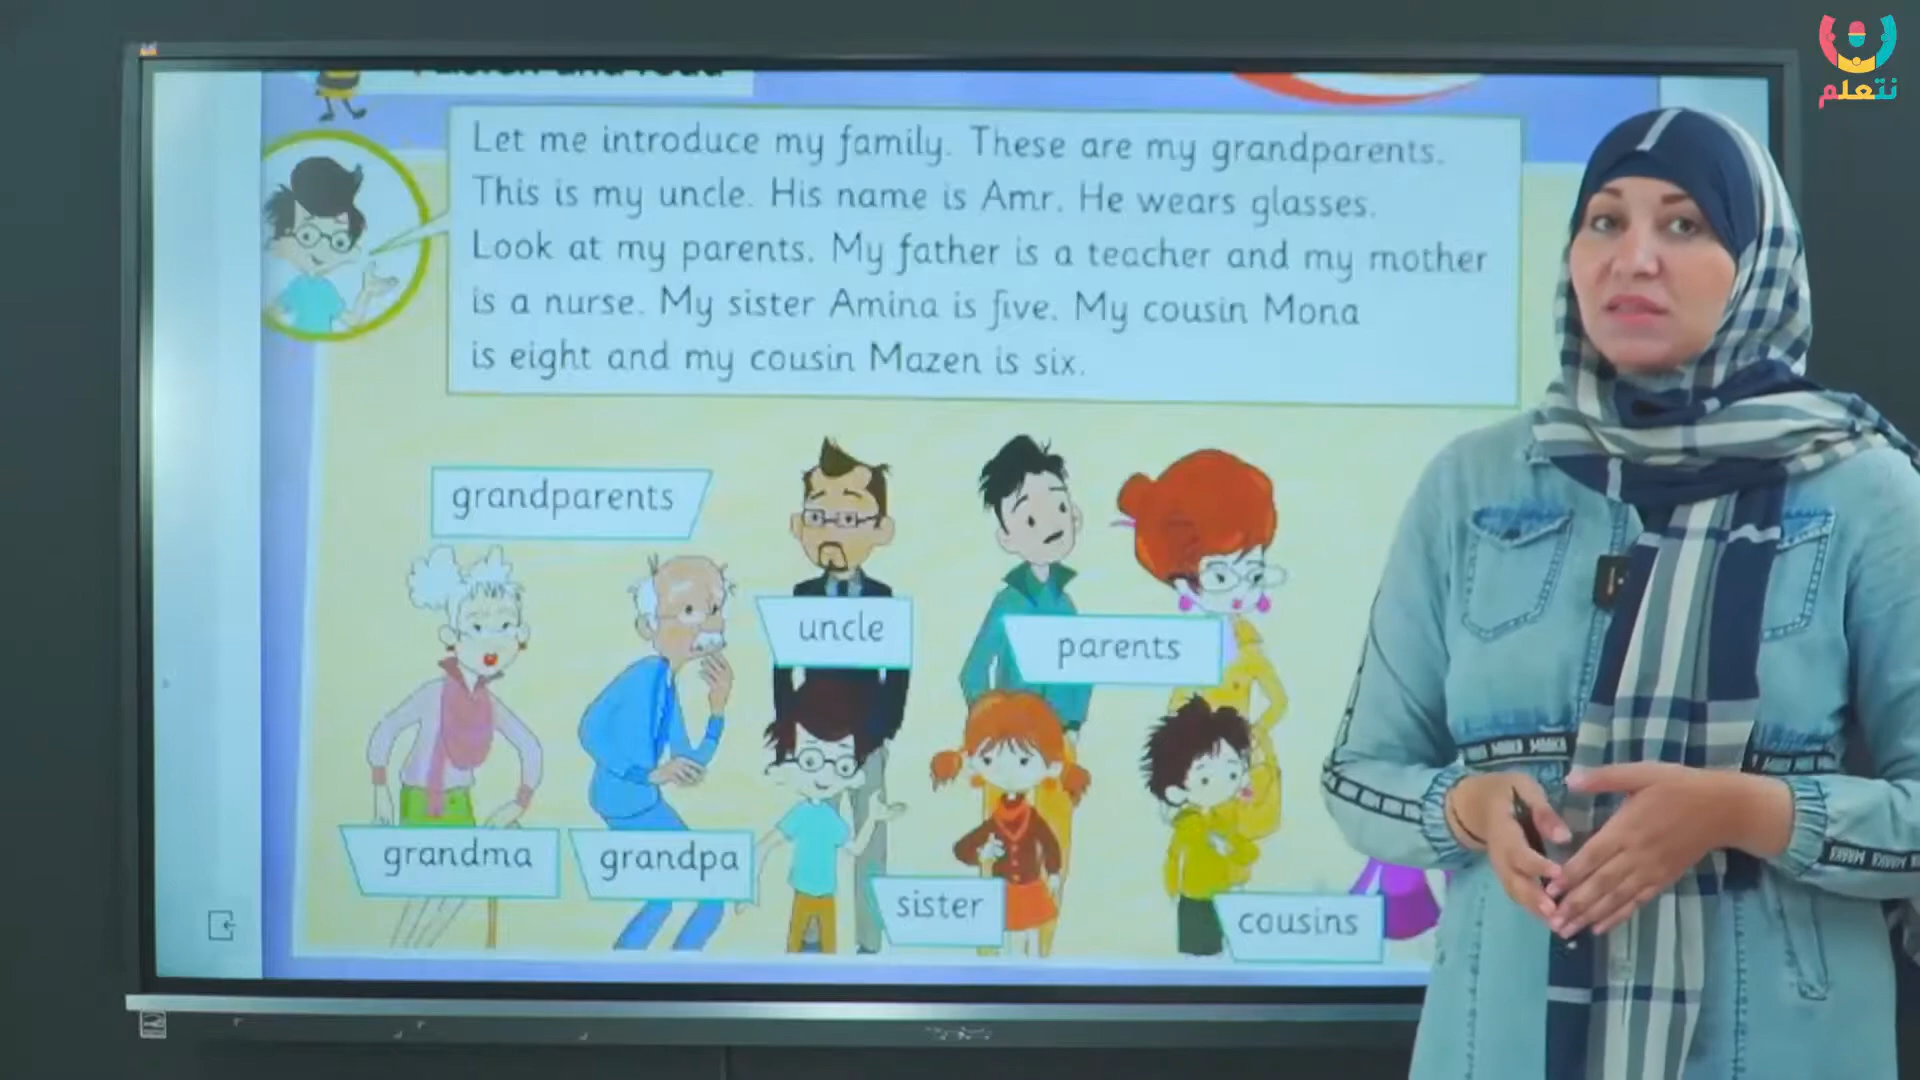 نتعلم
Let me introduce my family. These are my grandparents.
This is my uncle. His name is Amr. He wears glasses.
Look at my parents. My father is a teacher and my mother
is a nurse. My sister Amina is five. My cousin Mona
is eight and my cousin Mazen is six.
grandparents
uncle
parents
grandma
grandpa
sister
cousins